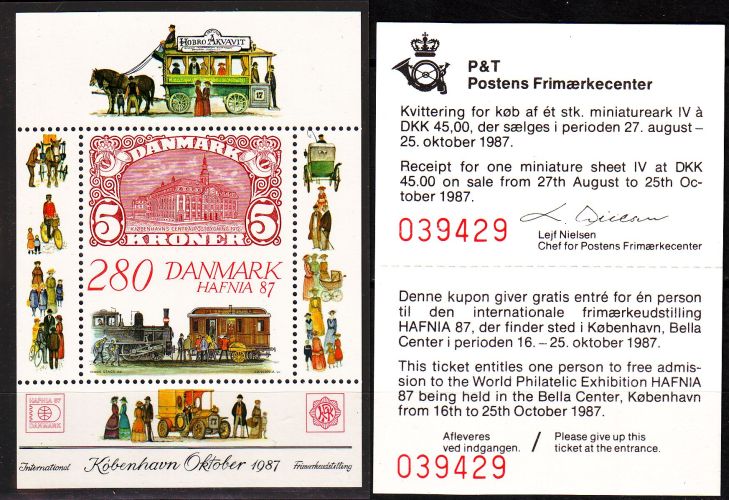 HOBRO AKVAVIT
17
DANMARK
KØBENHAVNS CENTRALPOSTBYGNING 1912
5 5
KRONER
280 DANMARK
HAFNIA 87
HAFNIA 87
DANMARK
International København Oktober 1987 Frimærkeudstilling
P&T
Postens Frimærkecenter
Kvittering for køb af ét stk. miniatureark IV à
DKK 45,00, der sælges i perioden 27. august –
25. oktober 1987.
Receipt for one miniature sheet IV at DKK
45.00 on sale from 27th August to 25th Oc-
tober 1987.
L. Nielsen
039429
Lejf Nielsen
Chef for Postens Frimærkecenter
Denne kupon giver gratis entré for én person
til den internationale frimærkeudstilling
HAFNIA 87, der finder sted i København, Bella
Center i perioden 16. – 25. oktober 1987.
This ticket entitles one person to free admis-
sion to the World Philatelic Exhibition HAFNIA
87 being held in the Bella Center, København
from 16th to 25th October 1987.
Afleveres / Please give up this
ved indgangen. ticket at the entrance.
039429